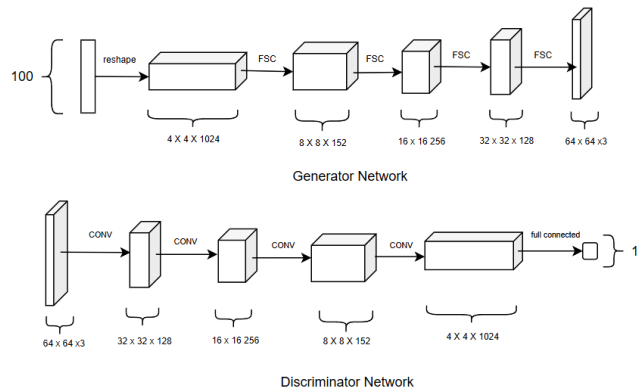 100
reshape
FSC
FSC
FSC
FSC
4 X 4 X 1024
8 X 8 X 152
16 x 16 256
32 x 32 x 128
64 x 64 x3
Generator Network
CONV
CONV
CONV
CONV
full connected
1
64 x 64 x3
32 x 32 x 128
16 x 16 256
8 X 8 X 152
4 X 4 X 1024
Discriminator Network